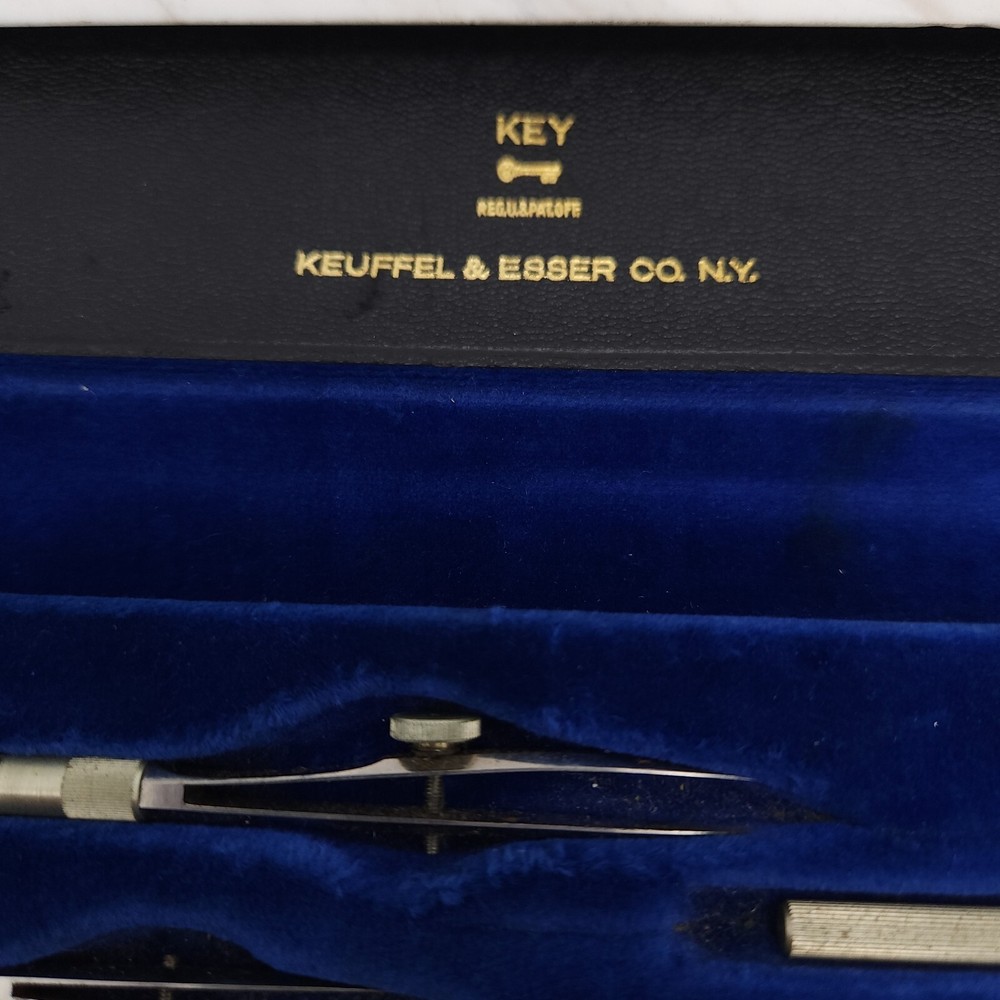 KEY
REG.U.S.PAT.OFF.
KEUFFEL & ESSER CO. N.Y.